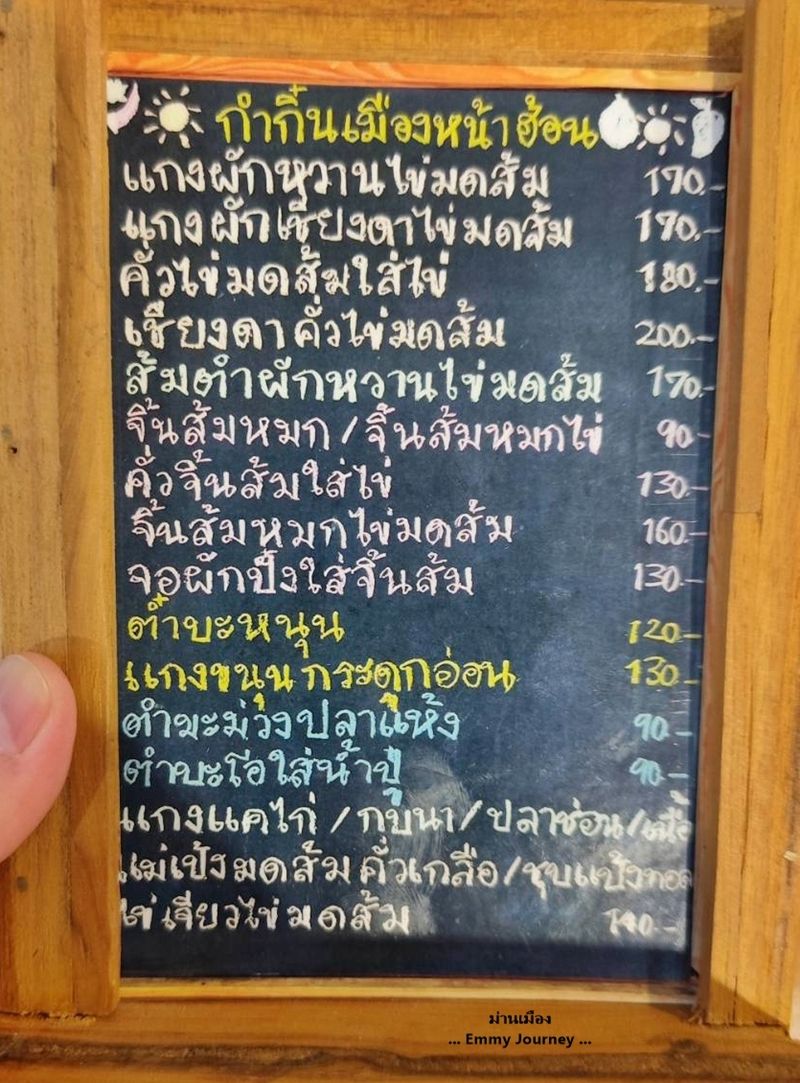 กำกิ๋นเมืองหน้าฮ้อน
แกงผักหวานไข่มดส้ม 170.-
แกงผักเชียงดาไข่มดส้ม 170.-
คั่วไข่มดส้มใส่ไข่ 180.-
เชียงดาคั่วไข่มดส้ม 200.-
ส้มตำผักหวานไข่มดส้ม 170.-
จิ้นส้มหมก/จิ้นส้มหมกไข่ 90.-
คั่วจิ้นส้มใส่ไข่ 130.-
จิ้นส้มหมกไข่มดส้ม 160.-
จอผักปั๋งใส่จิ้นส้ม 130.-
ตำบะหนุน 120.-
แกงขนุนกระดูกอ่อน 130.-
ตำมะม่วงปลาแห้ง 90.-
ตำบะโอใส่น้ำปู๋ 90.-
แกงแคไก่/กบนา/ปลาช่อน/เนื้อ
แม่เป้งมดส้มคั่วเกลือ/ชุบแป้งทอด
ไข่เจียวไข่มดส้ม
ม่านเมือง
... Emmy Journey ...